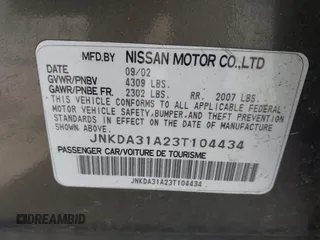 MFD.BY NISSAN MOTOR CO.,LTD
DATE 09/02
GVWR/PNBV 4309 LBS.
GAWR/PNBE FR. 2302 LBS. RR. 2007 LBS.
THIS VEHICLE CONFORMS TO ALL APPLICABLE FEDERAL
MOTOR VEHICLE SAFETY, BUMPER, AND THEFT PREVENTION
STANDARDS IN EFFECT ON THE DATE OF MANUFACTURE
SHOWN ABOVE.
JNKDA31A23T104434
PASSENGER CAR/VOITURE DE TOURISME
JNKDA31A23T104434
DREAMBID